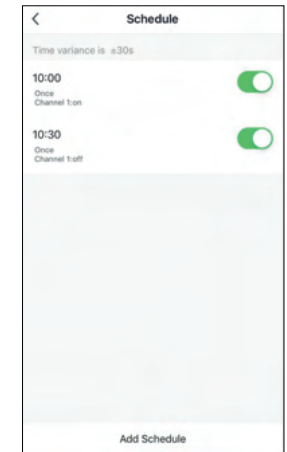 Schedule
Time variance is ±30s
10:00
Once
Channel 1:on
10:30
Once
Channel 1:off
Add Schedule